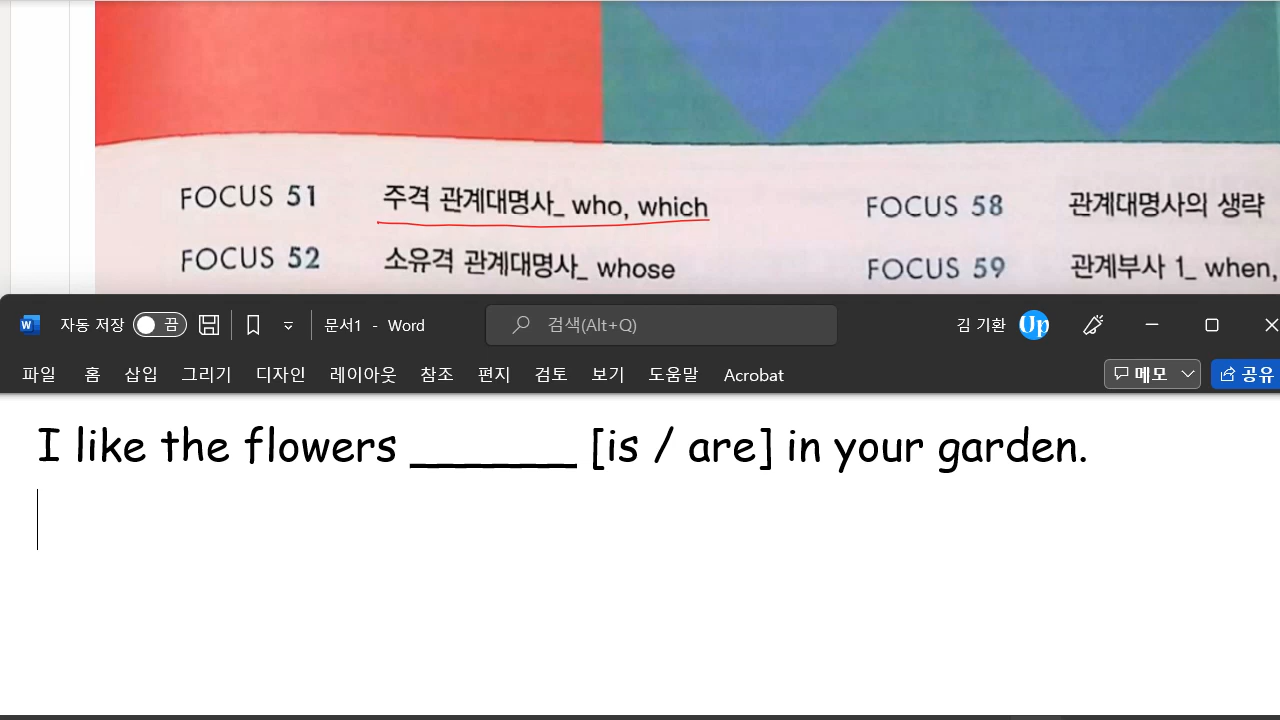 FOCUS 51 주격 관계대명사_ who, which FOCUS 58 관계대명사의 생략
FOCUS 52 소유격 관계대명사_ whose FOCUS 59 관계부사 1_ when,
자동 저장 끔 문서1 - Word 검색(Alt+Q) 김 기환 Up
파일 홈 삽입 그리기 디자인 레이아웃 참조 편지 검토 보기 도움말 Acrobat 메모 공유
I like the flowers ______ [is / are] in your garden.